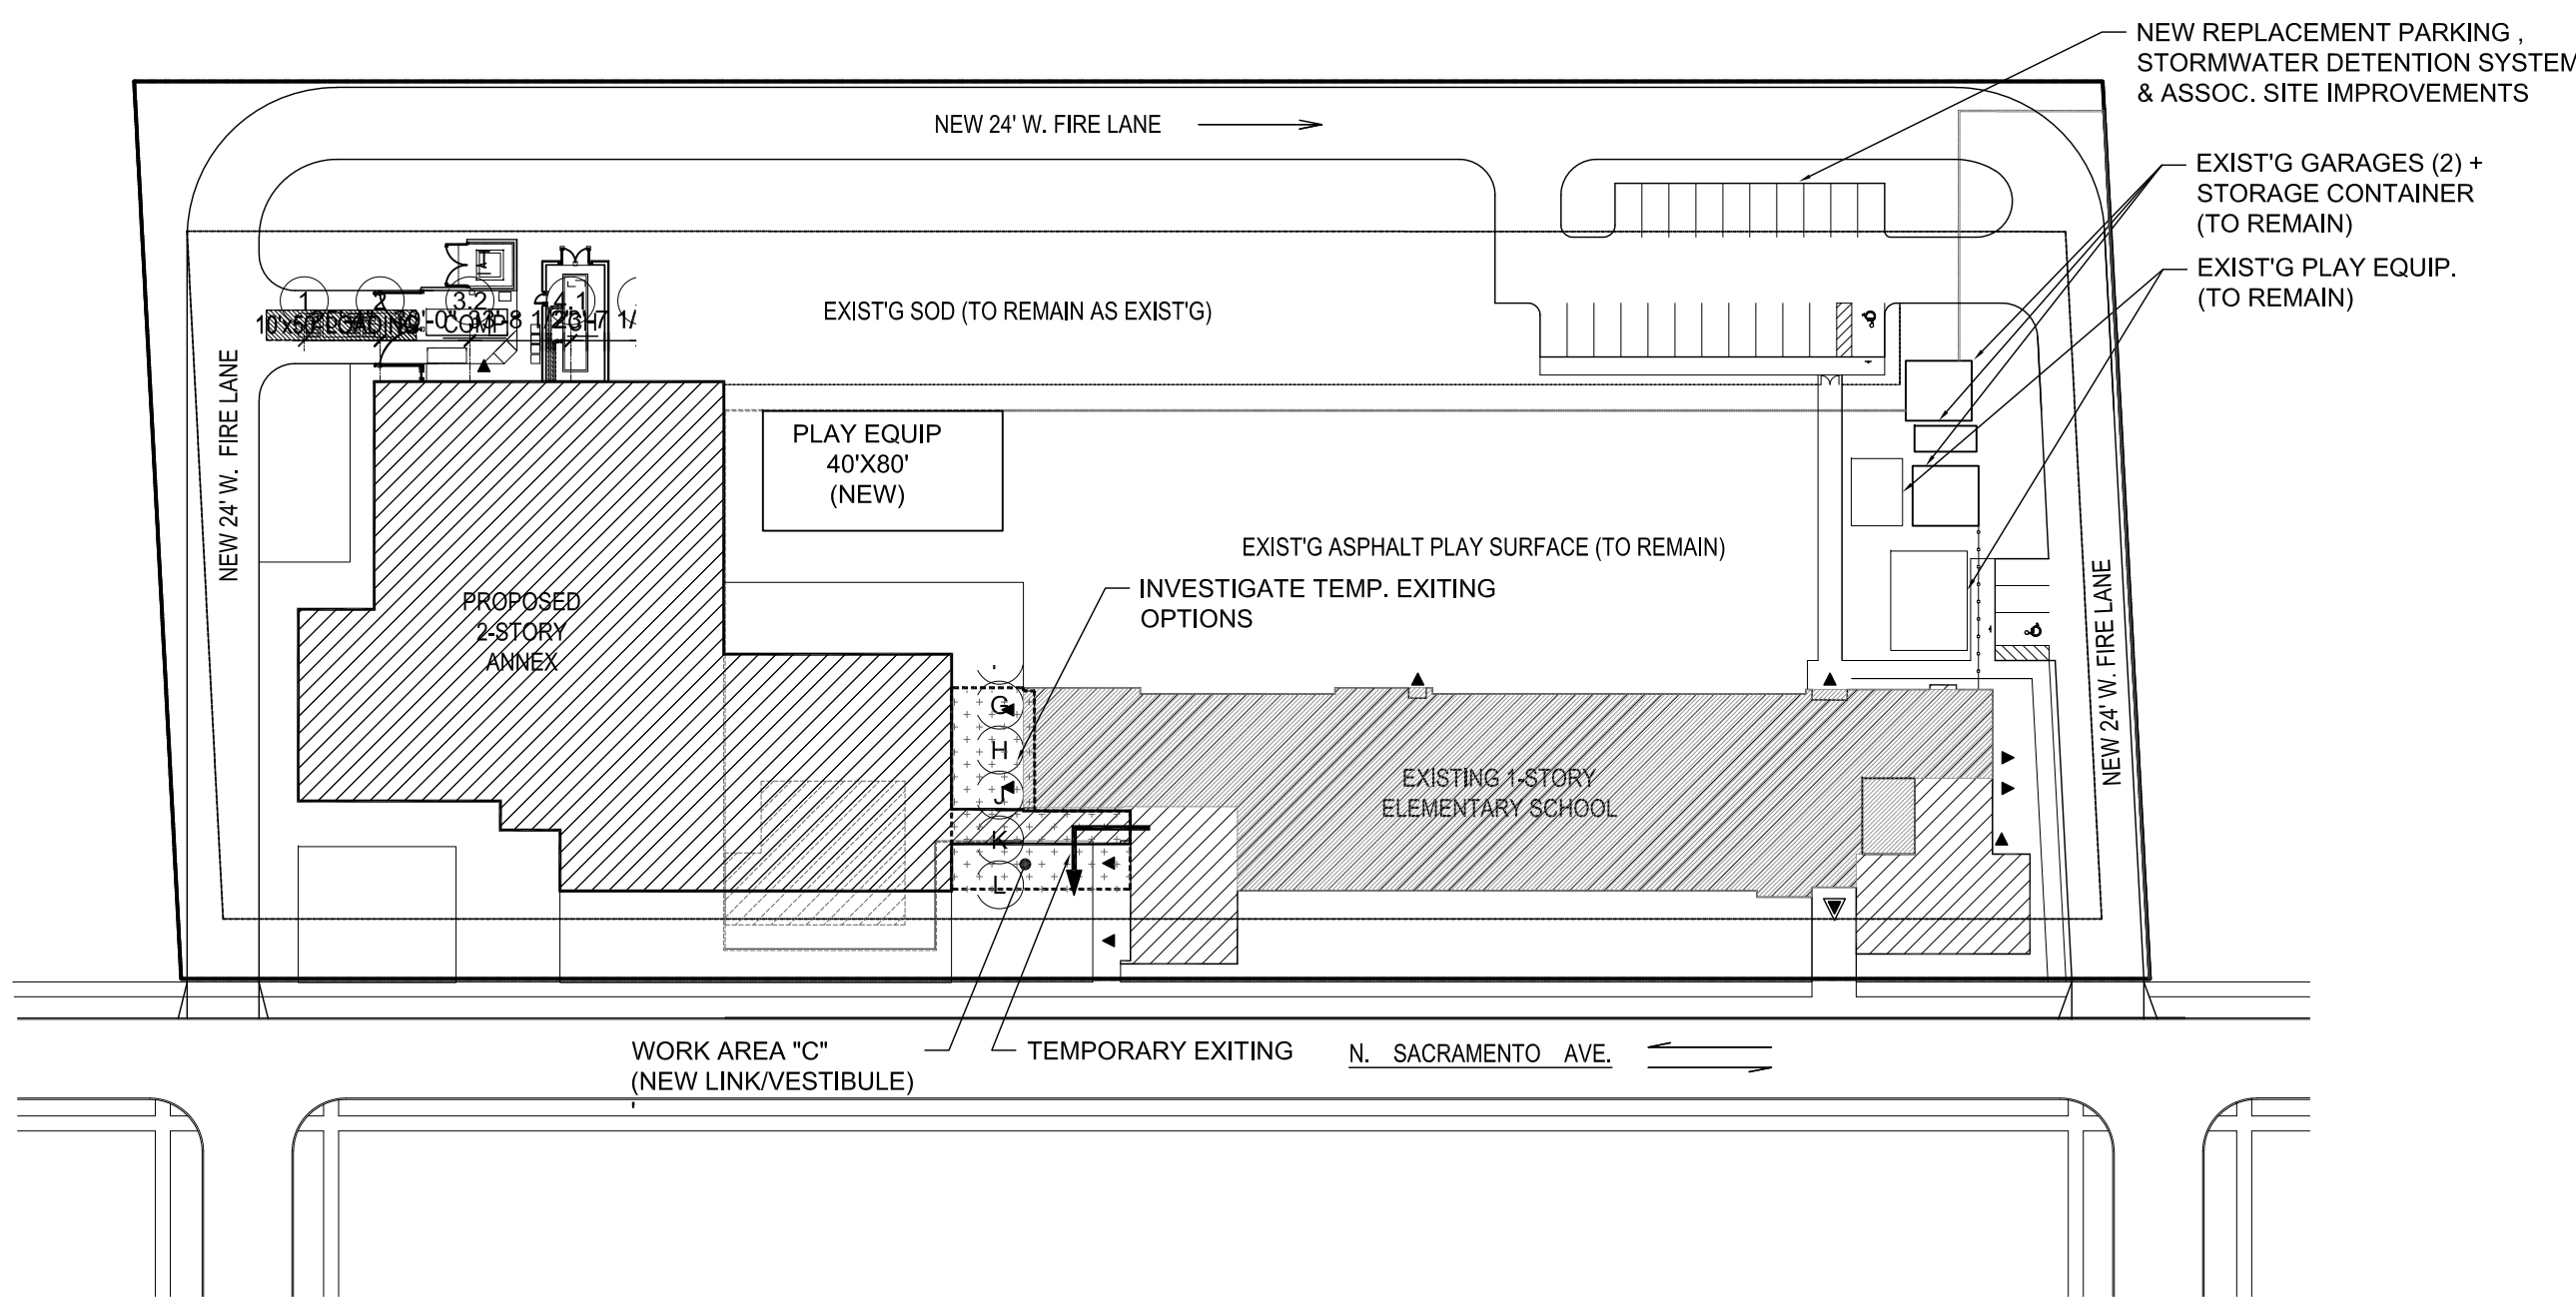 NEW REPLACEMENT PARKING ,
STORMWATER DETENTION SYSTEM
& ASSOC. SITE IMPROVEMENTS
NEW 24' W. FIRE LANE
EXIST'G GARAGES (2) +
STORAGE CONTAINER
(TO REMAIN)
EXIST'G PLAY EQUIP.
(TO REMAIN)
1
2
3.2
4.1
EXIST'G SOD (TO REMAIN AS EXIST'G)
NEW 24' W. FIRE LANE
PLAY EQUIP
40'X80'
(NEW)
EXIST'G ASPHALT PLAY SURFACE (TO REMAIN)
INVESTIGATE TEMP. EXITING
OPTIONS
PROPOSED
2-STORY
ANNEX
NEW 24' W. FIRE LANE
G
H
J
K
L
EXISTING 1-STORY
ELEMENTARY SCHOOL
WORK AREA "C"
(NEW LINK/VESTIBULE)
TEMPORARY EXITING
N. SACRAMENTO AVE.